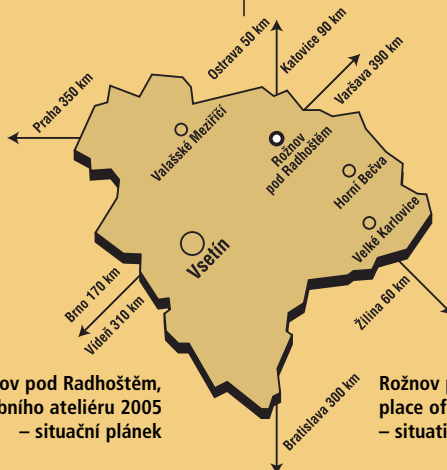 Ostrava 50 km
Katovice 90 km
Varšava 390 km
Praha 350 km
Valašské Meziříčí
Rožnov
pod Radhoštěm
Horní Bečva
Velké Karlovice
Vsetín
Brno 170 km
Vídeň 310 km
Žilina 60 km
Bratislava 300 km
nov pod Radhoštěm,
bního ateliéru 2005
– situační plánek
Rožnov p
place of
– situati